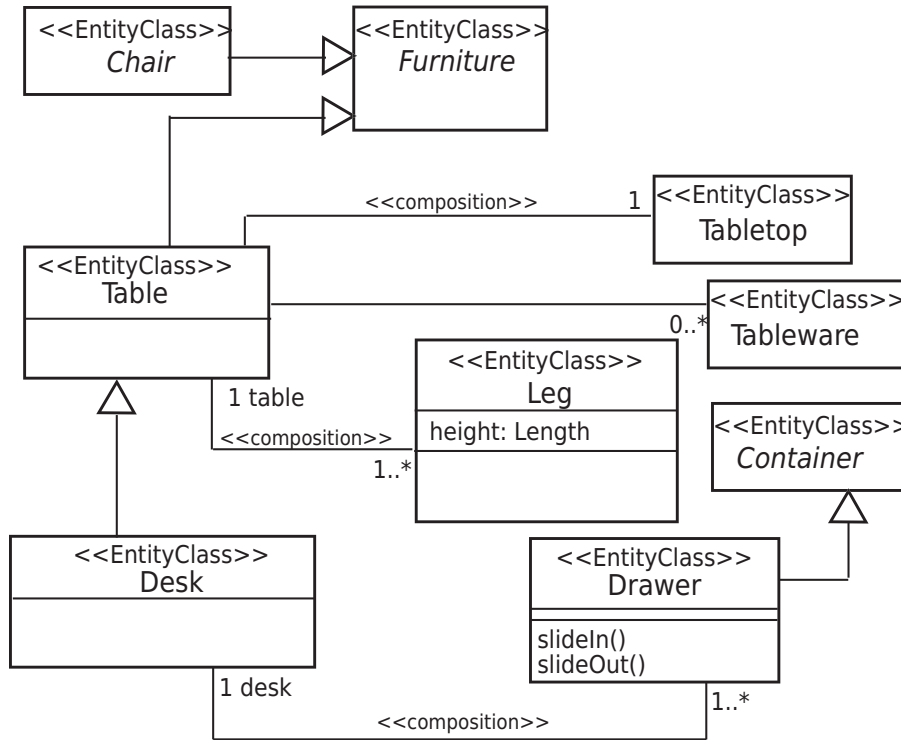 <<EntityClass>>
Chair
<<EntityClass>>
Furniture
<<composition>>
1
<<EntityClass>>
Tabletop
<<EntityClass>>
Table
<<EntityClass>>
Tableware
0..*
1 table
<<composition>>
1..*
<<EntityClass>>
Leg
height: Length
<<EntityClass>>
Container
<<EntityClass>>
Desk
<<EntityClass>>
Drawer
slideIn()
slideOut()
1 desk
<<composition>>
1..*